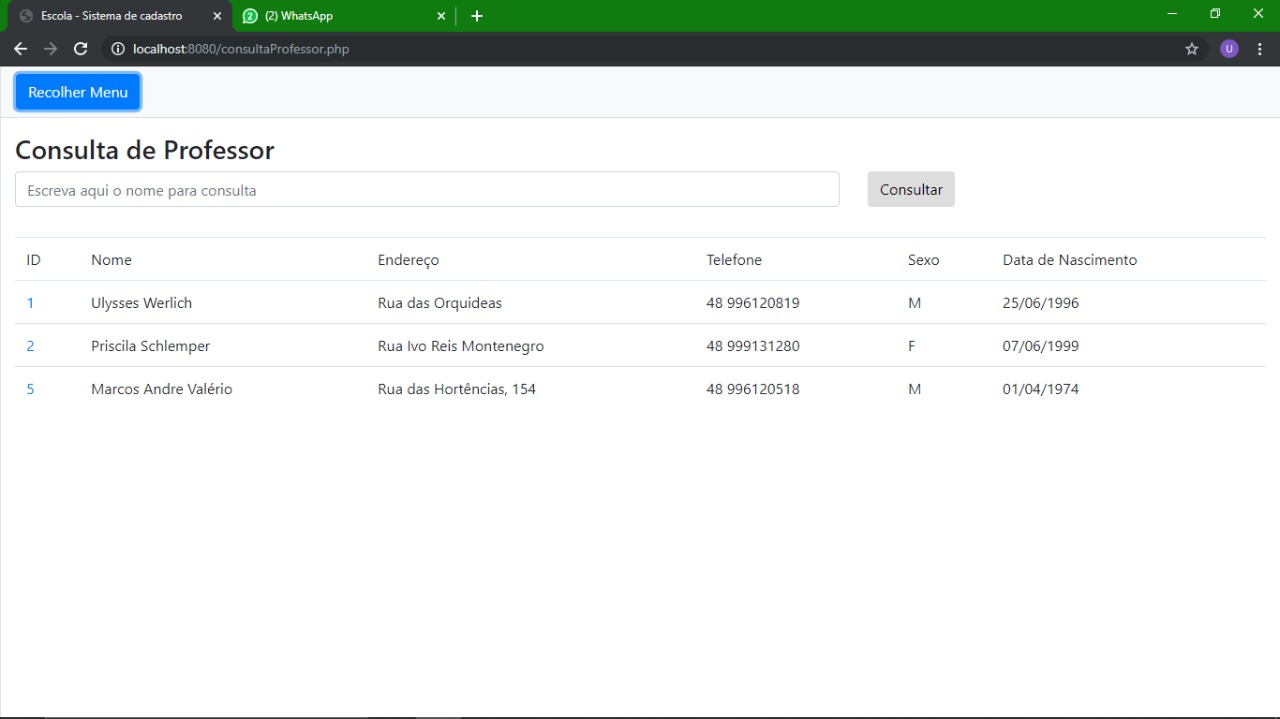 Escola - Sistema de cadastro (2) WhatsApp
localhost:8080/consultaProfessor.php U
Recolher Menu
Consulta de Professor
Escreva aqui o nome para consulta Consultar
ID Nome Endereço Telefone Sexo Data de Nascimento
1 Ulysses Werlich Rua das Orquideas 48 996120819 M 25/06/1996
2 Priscila Schlemper Rua Ivo Reis Montenegro 48 999131280 F 07/06/1999
5 Marcos Andre Valério Rua das Hortências, 154 48 996120518 M 01/04/1974